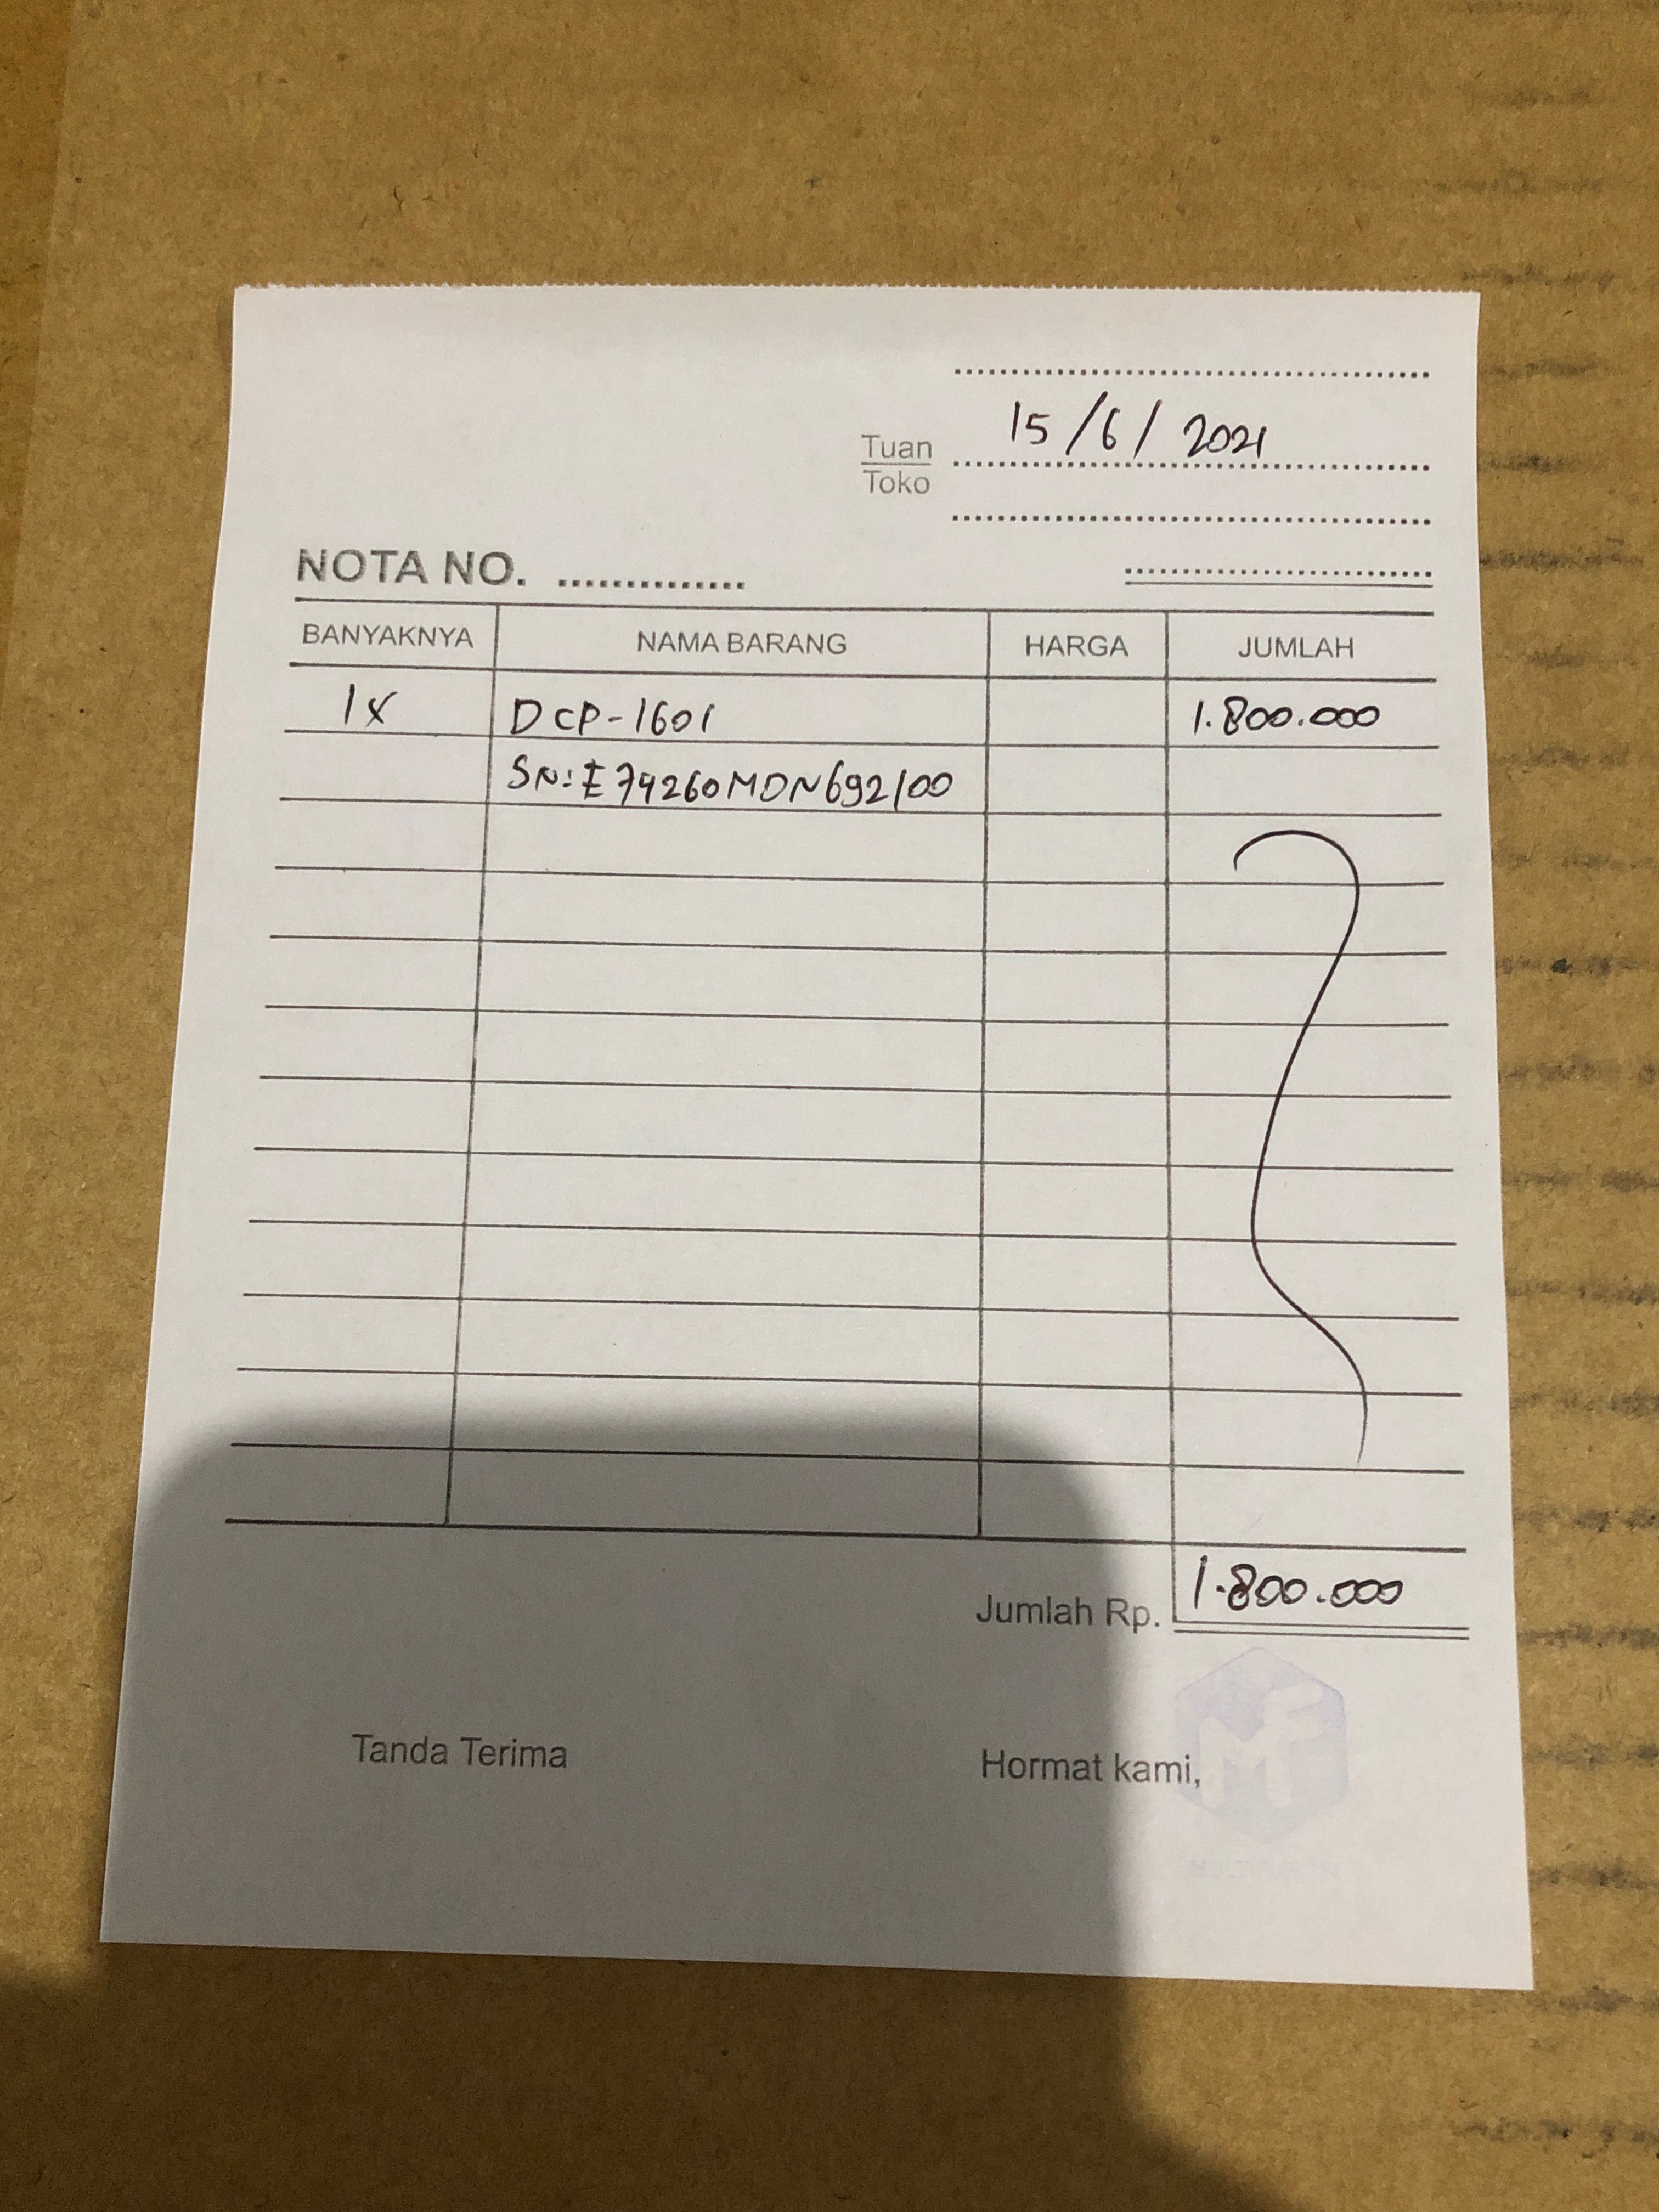 15/6/2021
Tuan
Toko
NOTA NO. ..............
BANYAKNYA NAMA BARANG HARGA JUMLAH
1x DCP-1601 1.800.000
SN: E74260MDN692100
Jumlah Rp. 1.800.000
Tanda Terima Hormat kami,
MF